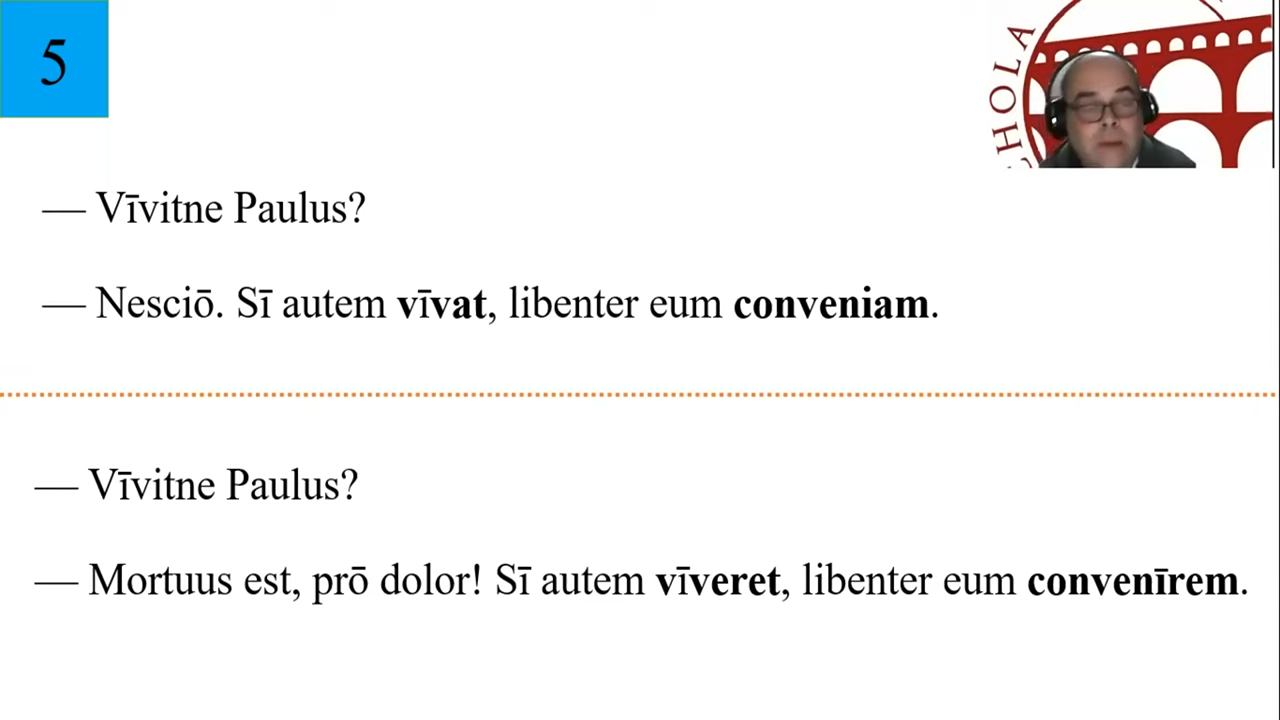 5
CHOLA
— Vīvitne Paulus?
— Nesciō. Sī autem vīvat, libenter eum conveniam.
— Vīvitne Paulus?
— Mortuus est, prō dolor! Sī autem vīveret, libenter eum convenīrem.